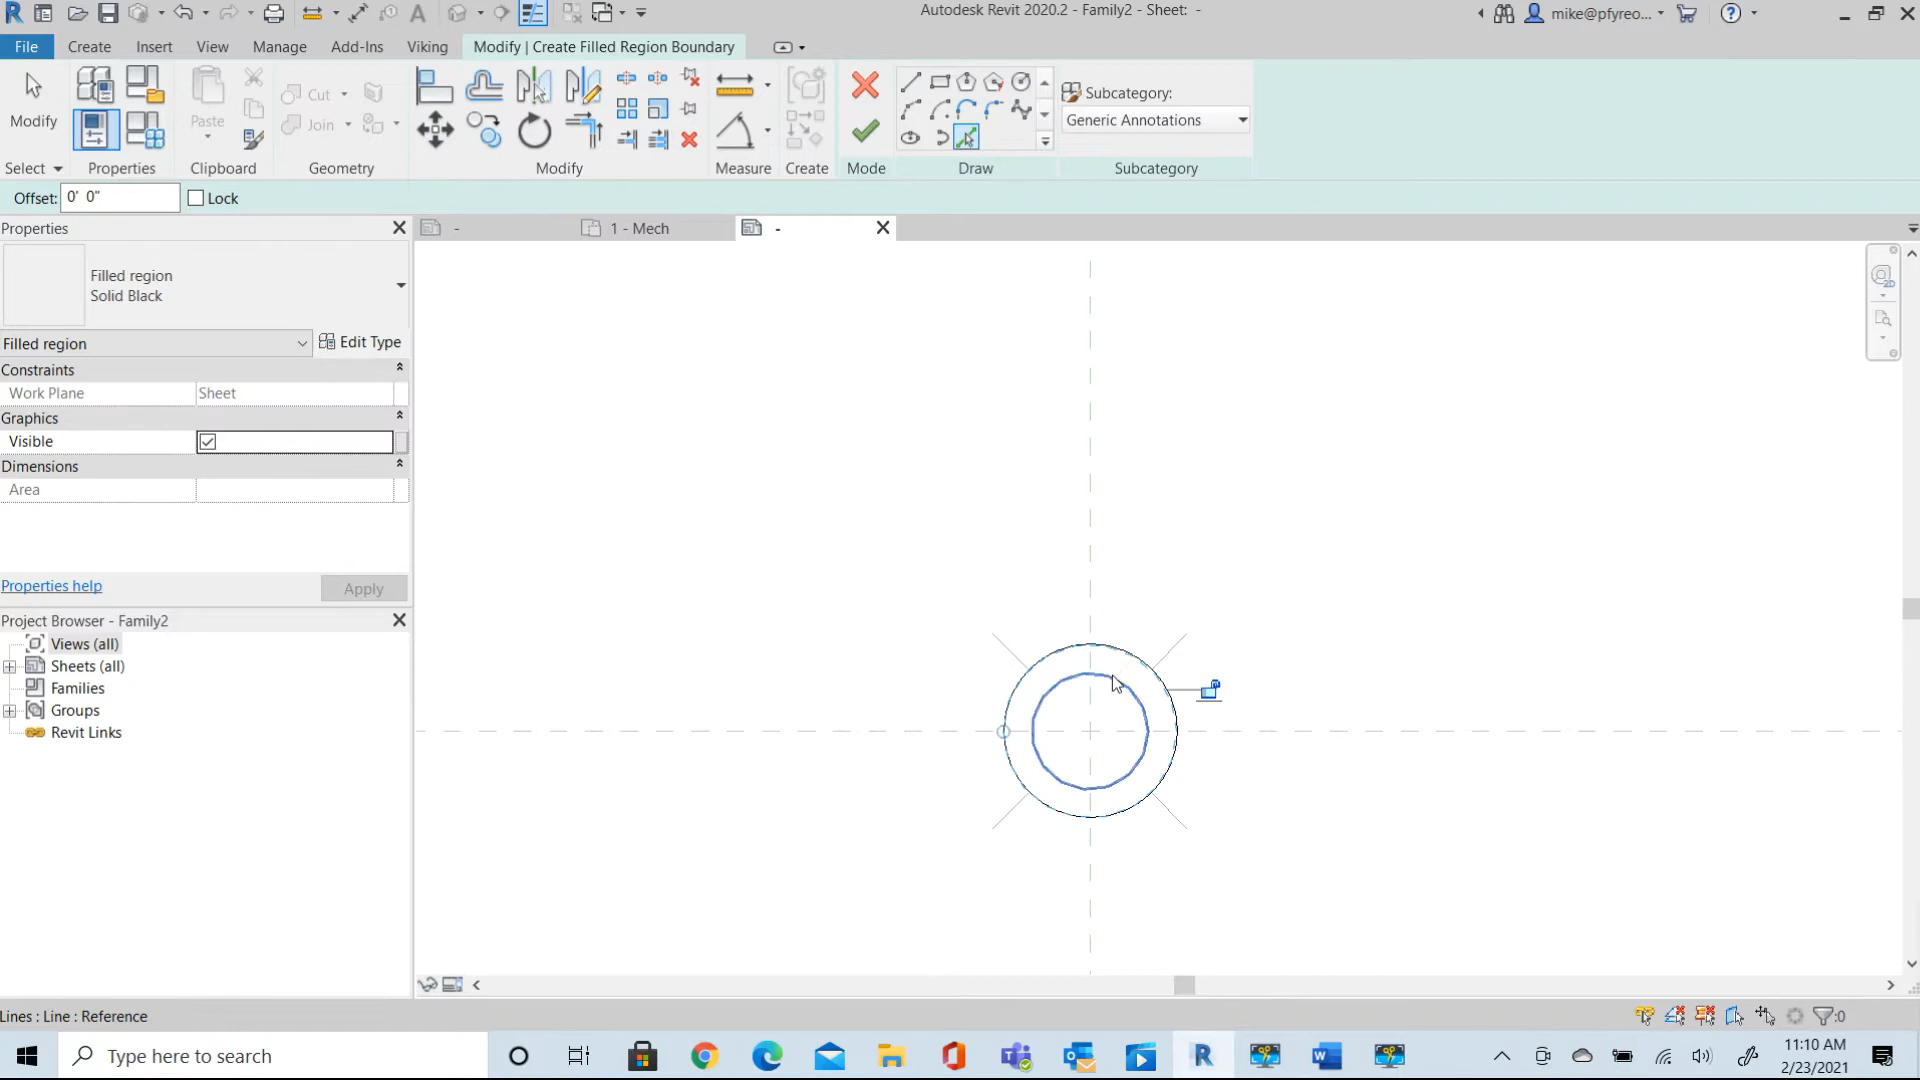 Autodesk Revit 2020.2 - Family2 - Sheet: -
mike@pfyreo...
File Create Insert View Manage Add-Ins Viking Modify | Create Filled Region Boundary
Modify
Cut
Join
Paste
Subcategory:
Generic Annotations
Select Properties Clipboard Geometry Modify Measure Create Mode Draw Subcategory
Offset: 0' 0" Lock
Properties
- 1 - Mech -
Filled region
Solid Black
Filled region Edit Type
Constraints
Work Plane Sheet
Graphics
Visible
Dimensions
Area
Properties help Apply
Project Browser - Family2
Views (all)
Sheets (all)
Families
Groups
Revit Links
2D
Lines : Line : Reference
:0
Type here to search
11:10 AM
2/23/2021